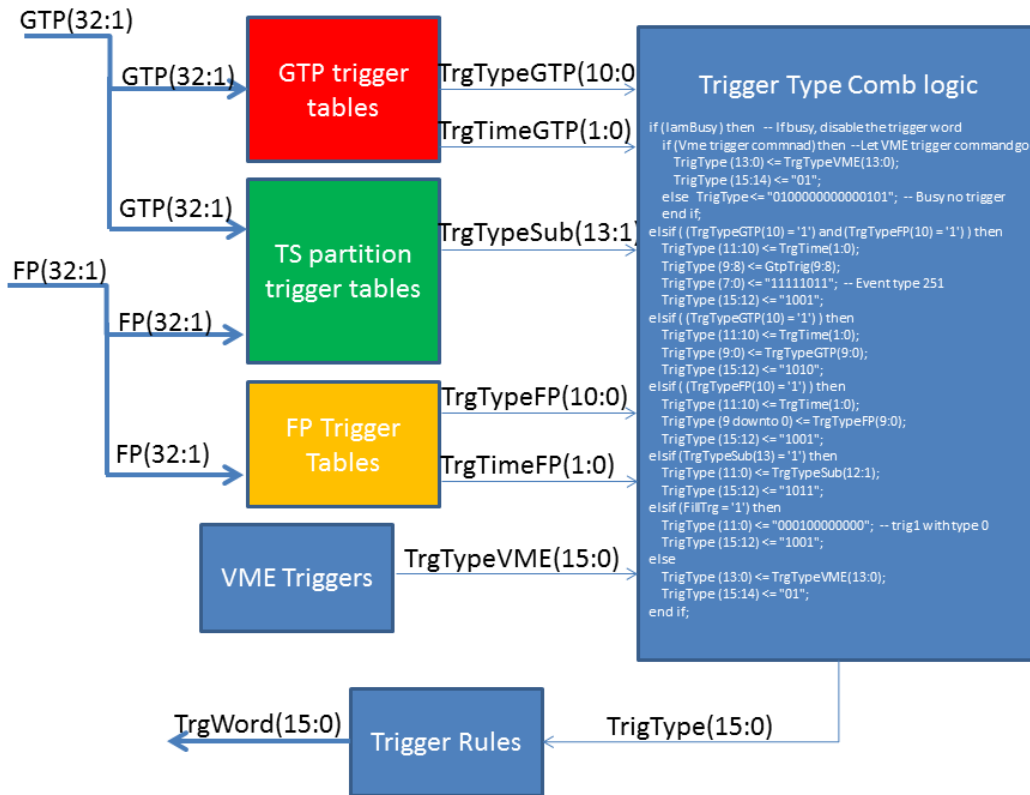 GTP(32:1)
GTP(32:1)
GTP trigger
tables
TrgTypeGTP(10:0
TrgTimeGTP(1:0)
GTP(32:1)
TS partition
trigger tables
TrgTypeSub(13:1)
FP(32:1)
FP(32:1)
FP Trigger
Tables
TrgTypeFP(10:0)
FP(32:1)
TrgTimeFP(1:0)
VME Triggers
TrgTypeVME(15:0)
Trigger Type Comb logic
if (IamBusy) then -- If busy, disable the trigger word
if (Vme trigger commnad) then --Let VME trigger command go
TrigType (13:0) <= TrgTypeVME(13:0);
TrigType (15:14) <= "01";
else TrigType <= "0100000000000101"; -- Busy no trigger
end if;
elsif ( (TrgTypeGTP(10) = '1') and (TrgTypeFP(10) = '1') ) then
TrigType (11:10) <= TrgTime(1:0);
TrigType (9:8) <= GtpTrig(9:8);
TrigType (7:0) <= "11111011"; -- Event type 251
TrigType (15:12) <= "1001";
elsif ( (TrgTypeGTP(10) = '1') ) then
TrigType (11:10) <= TrgTime(1:0);
TrigType (9:0) <= TrgTypeGTP(9:0);
TrigType (15:12) <= "1010";
elsif ( (TrgTypeFP(10) = '1') ) then
TrigType (11:10) <= TrgTime(1:0);
TrigType (9 downto 0) <= TrgTypeFP(9:0);
TrigType (15:12) <= "1001";
elsif (TrgTypeSub(13) = '1') then
TrigType (11:0) <= TrgTypeSub(12:1);
TrigType (15:12) <= "1011";
elsif (FillTrg = '1') then
TrigType (11:0) <= "000100000000"; -- trig1 with type 0
TrigType (15:12) <= "1001";
else
TrigType (13:0) <= TrgTypeVME(13:0);
TrigType (15:14) <= "01";
end if;
TrgWord(15:0)
Trigger Rules
TrigType(15:0)